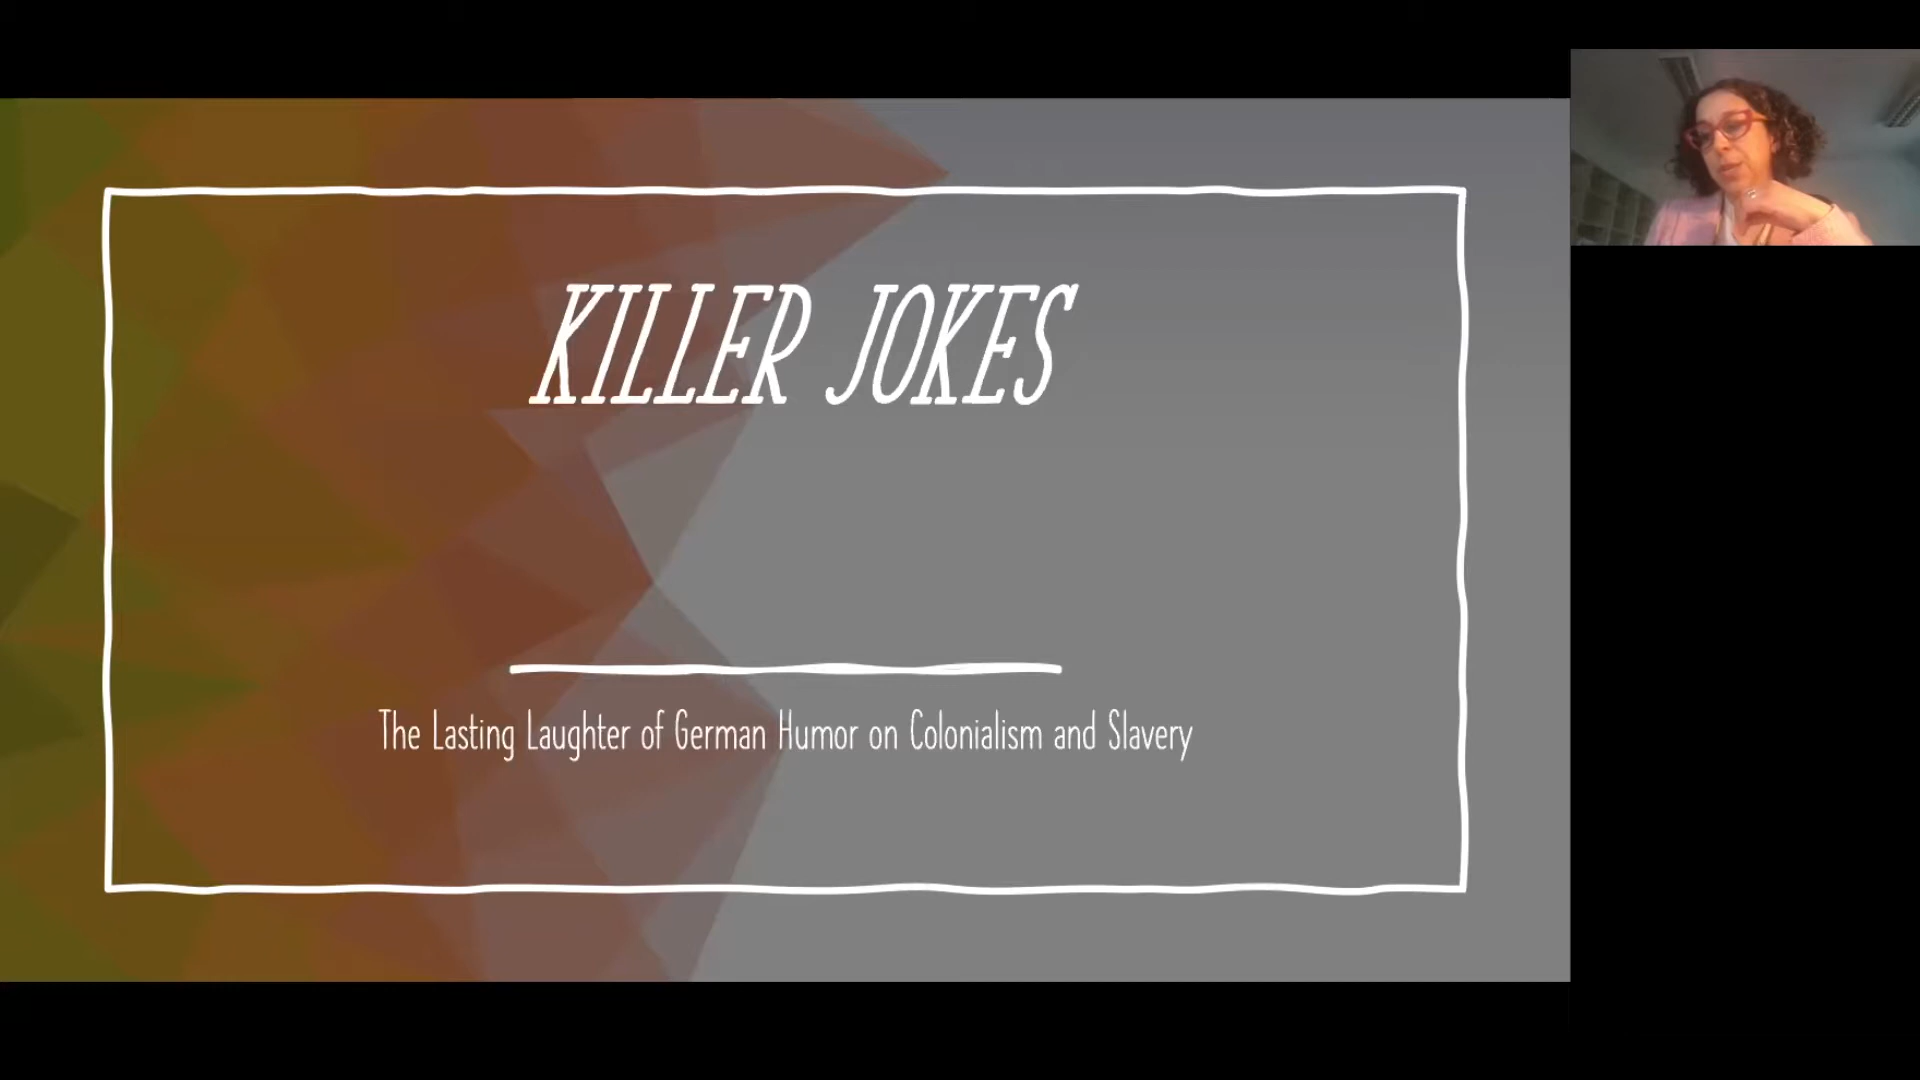 KILLER JOKES
The Lasting Laughter of German Humor on Colonialism and Slavery